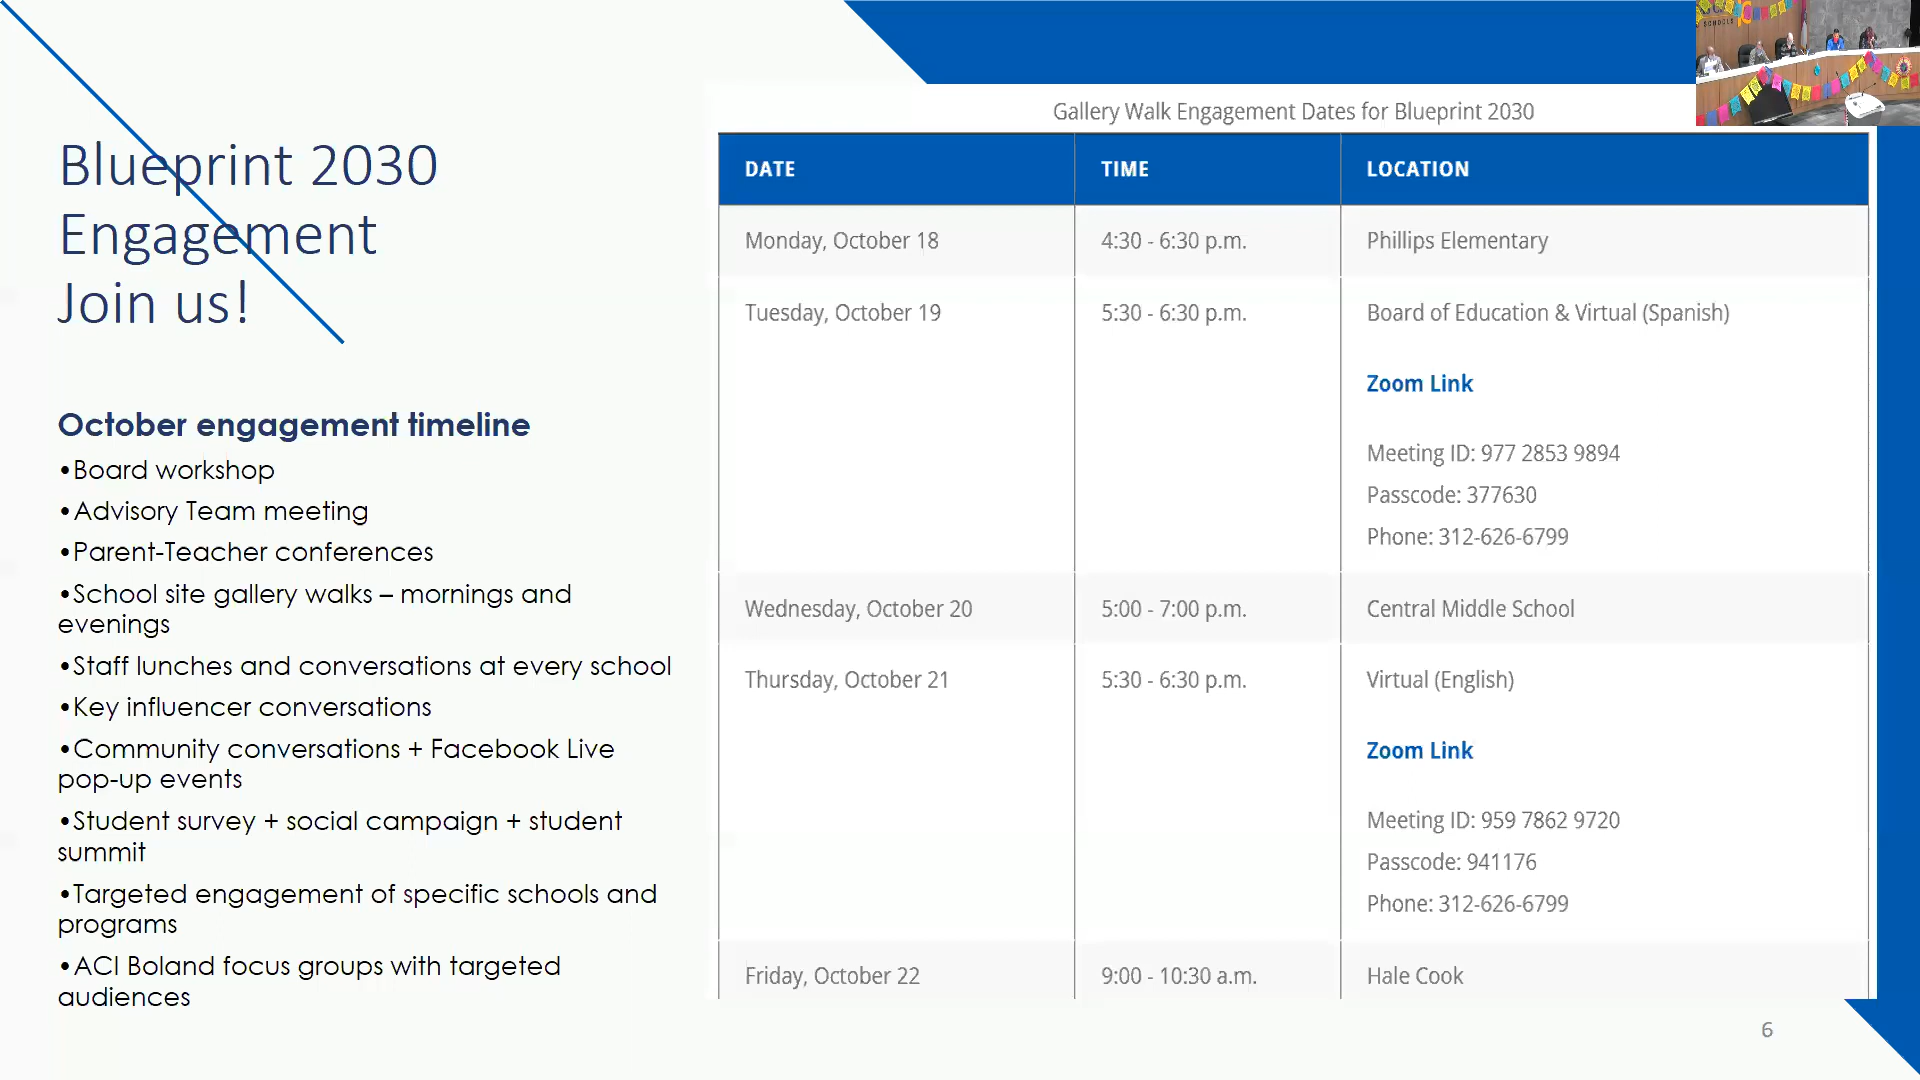 Blueprint 2030
Engagement
Join us!
October engagement timeline
•Board workshop
•Advisory Team meeting
•Parent-Teacher conferences
•School site gallery walks – mornings and
evenings
•Staff lunches and conversations at every school
•Key influencer conversations
•Community conversations + Facebook Live
pop-up events
•Student survey + social campaign + student
summit
•Targeted engagement of specific schools and
programs
•ACI Boland focus groups with targeted
audiences
Gallery Walk Engagement Dates for Blueprint 2030
DATE TIME LOCATION
Monday, October 18 4:30 - 6:30 p.m. Phillips Elementary
Tuesday, October 19 5:30 - 6:30 p.m. Board of Education & Virtual (Spanish)
Zoom Link
Meeting ID: 977 2853 9894
Passcode: 377630
Phone: 312-626-6799
Wednesday, October 20 5:00 - 7:00 p.m. Central Middle School
Thursday, October 21 5:30 - 6:30 p.m. Virtual (English)
Zoom Link
Meeting ID: 959 7862 9720
Passcode: 941176
Phone: 312-626-6799
Friday, October 22 9:00 - 10:30 a.m. Hale Cook
6
SCHOOLS